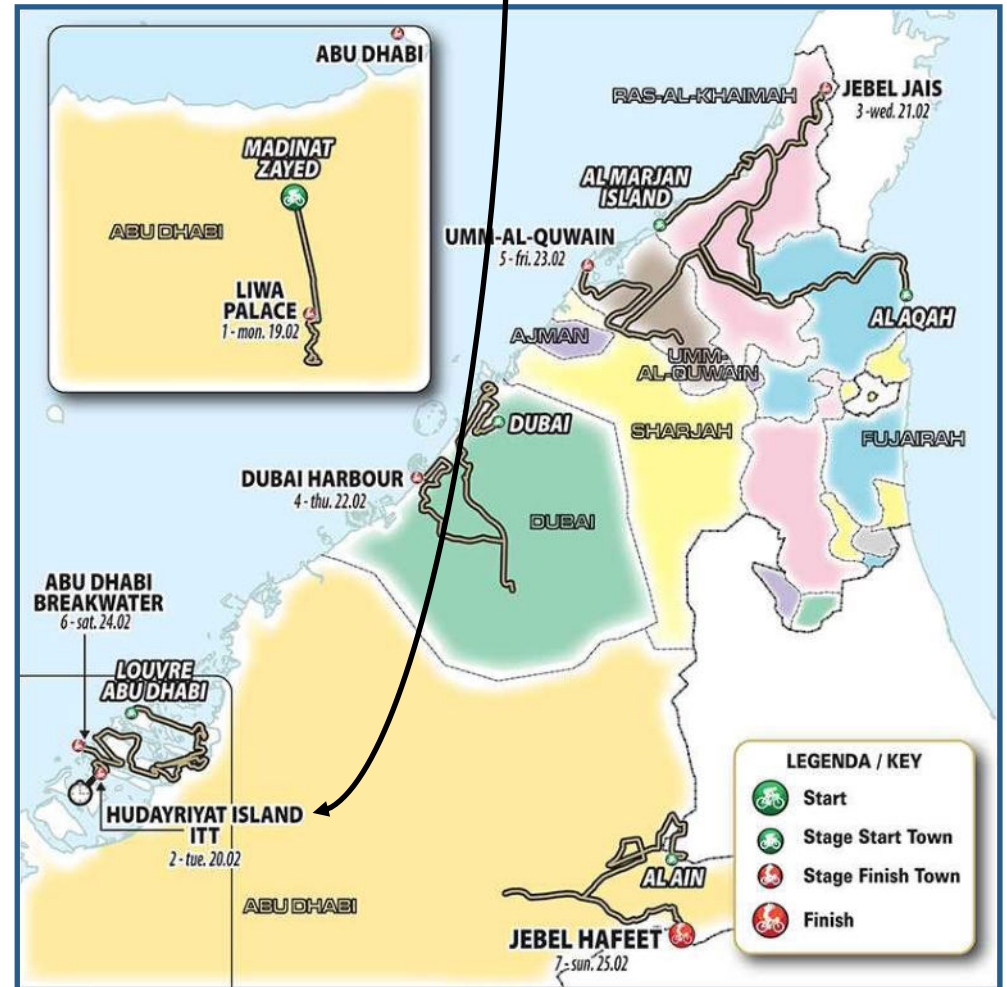 ABU DHABI
MADINAT
ZAYED
ABU DHABI
LIWA
PALACE
1 - mon. 19.02
RAS-AL-KHAIMAH
JEBEL JAIS
3 - wed. 21.02
AL MARJAN
ISLAND
UMM-AL-QUWAIN
5 - fri. 23.02
AL AQAH
AJMAN
UMM-
AL-QUWAIN
DUBAI
SHARJAH
FUJAIRAH
DUBAI HARBOUR
4 - thu. 22.02
DUBAI
ABU DHABI
BREAKWATER
6 - sat. 24.02
LOUVRE
ABU DHABI
HUDAYRIYAT ISLAND
ITT
2 - tue. 20.02
ABU DHABI
AL AIN
JEBEL HAFEET
7 - sun. 25.02
LEGENDA / KEY
Start
Stage Start Town
Stage Finish Town
Finish